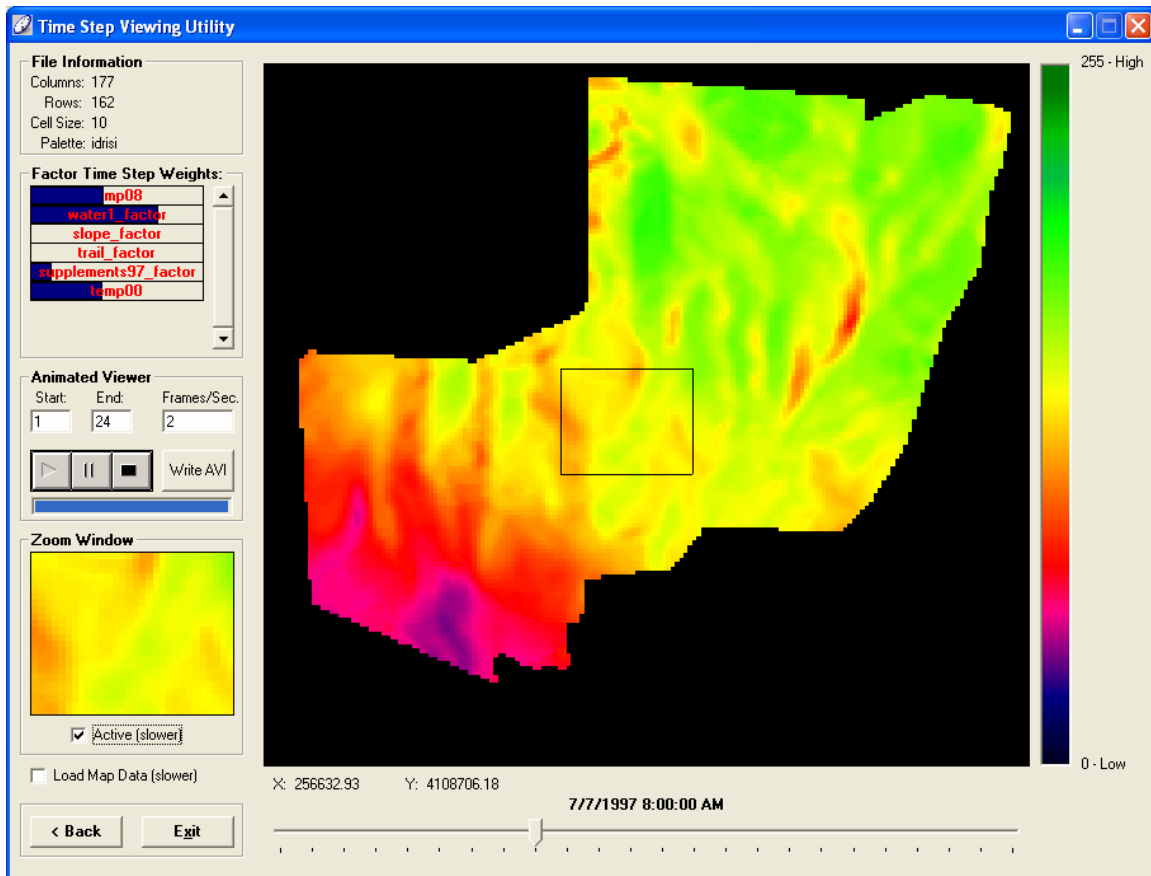 Time Step Viewing Utility
File Information
Columns: 177
Rows: 162
Cell Size: 10
Palette: idrisi
Factor Time Step Weights:
mp08
water1_factor
slope_factor
trail_factor
supplements97_factor
temp00
Animated Viewer
Start: End: Frames/Sec.
1 24 2
Write AVI
Zoom Window
Active (slower)
Load Map Data (slower)
< Back Exit
255 - High
0 - Low
X: 256632.93 Y: 4108706.18
7/7/1997 8:00:00 AM